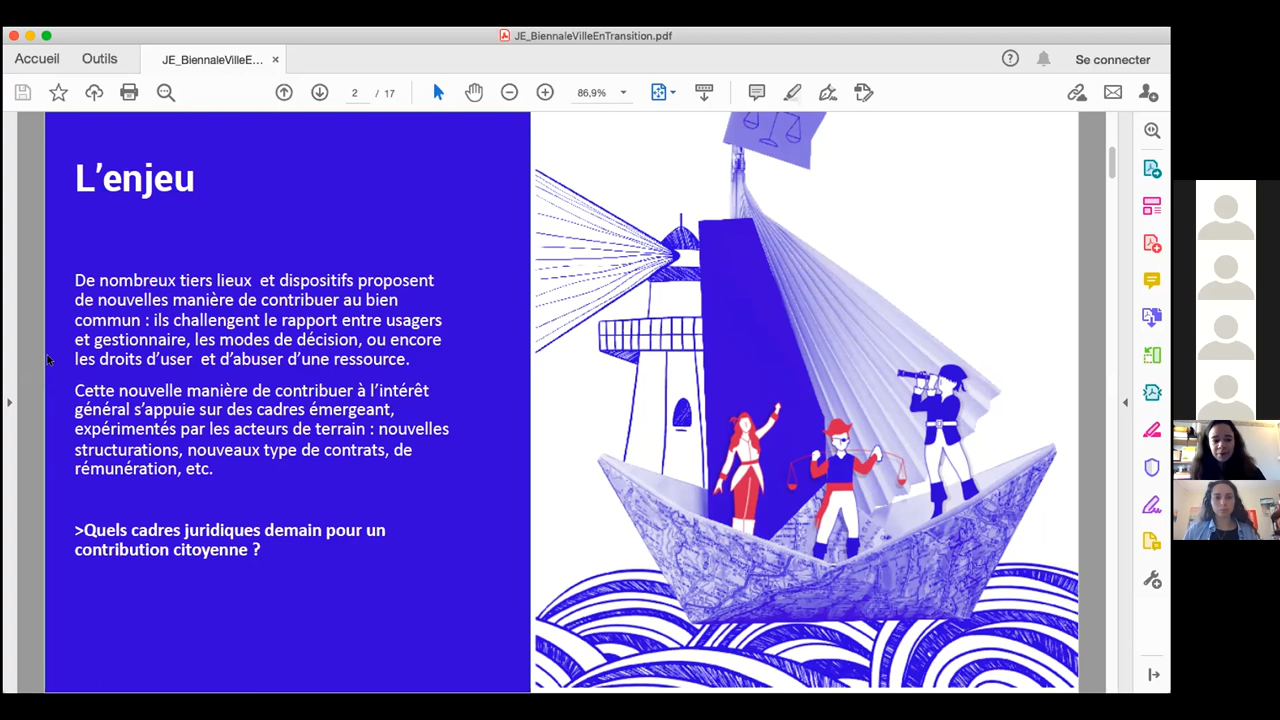 JE_BiennaleVilleEnTransition.pdf
Accueil
Outils
JE_BiennaleVilleE...
Se connecter
2 / 17
86,9%
L'enjeu
De nombreux tiers lieux et dispositifs proposent
de nouvelles manière de contribuer au bien
commun : ils challengent le rapport entre usagers
et gestionnaire, les modes de décision, ou encore
les droits d'user et d'abuser d'une ressource.
Cette nouvelle manière de contribuer à l'intérêt
général s'appuie sur des cadres émergeant,
expérimentés par les acteurs de terrain : nouvelles
structurations, nouveaux type de contrats, de
rémunération, etc.
>Quels cadres juridiques demain pour un
contribution citoyenne ?